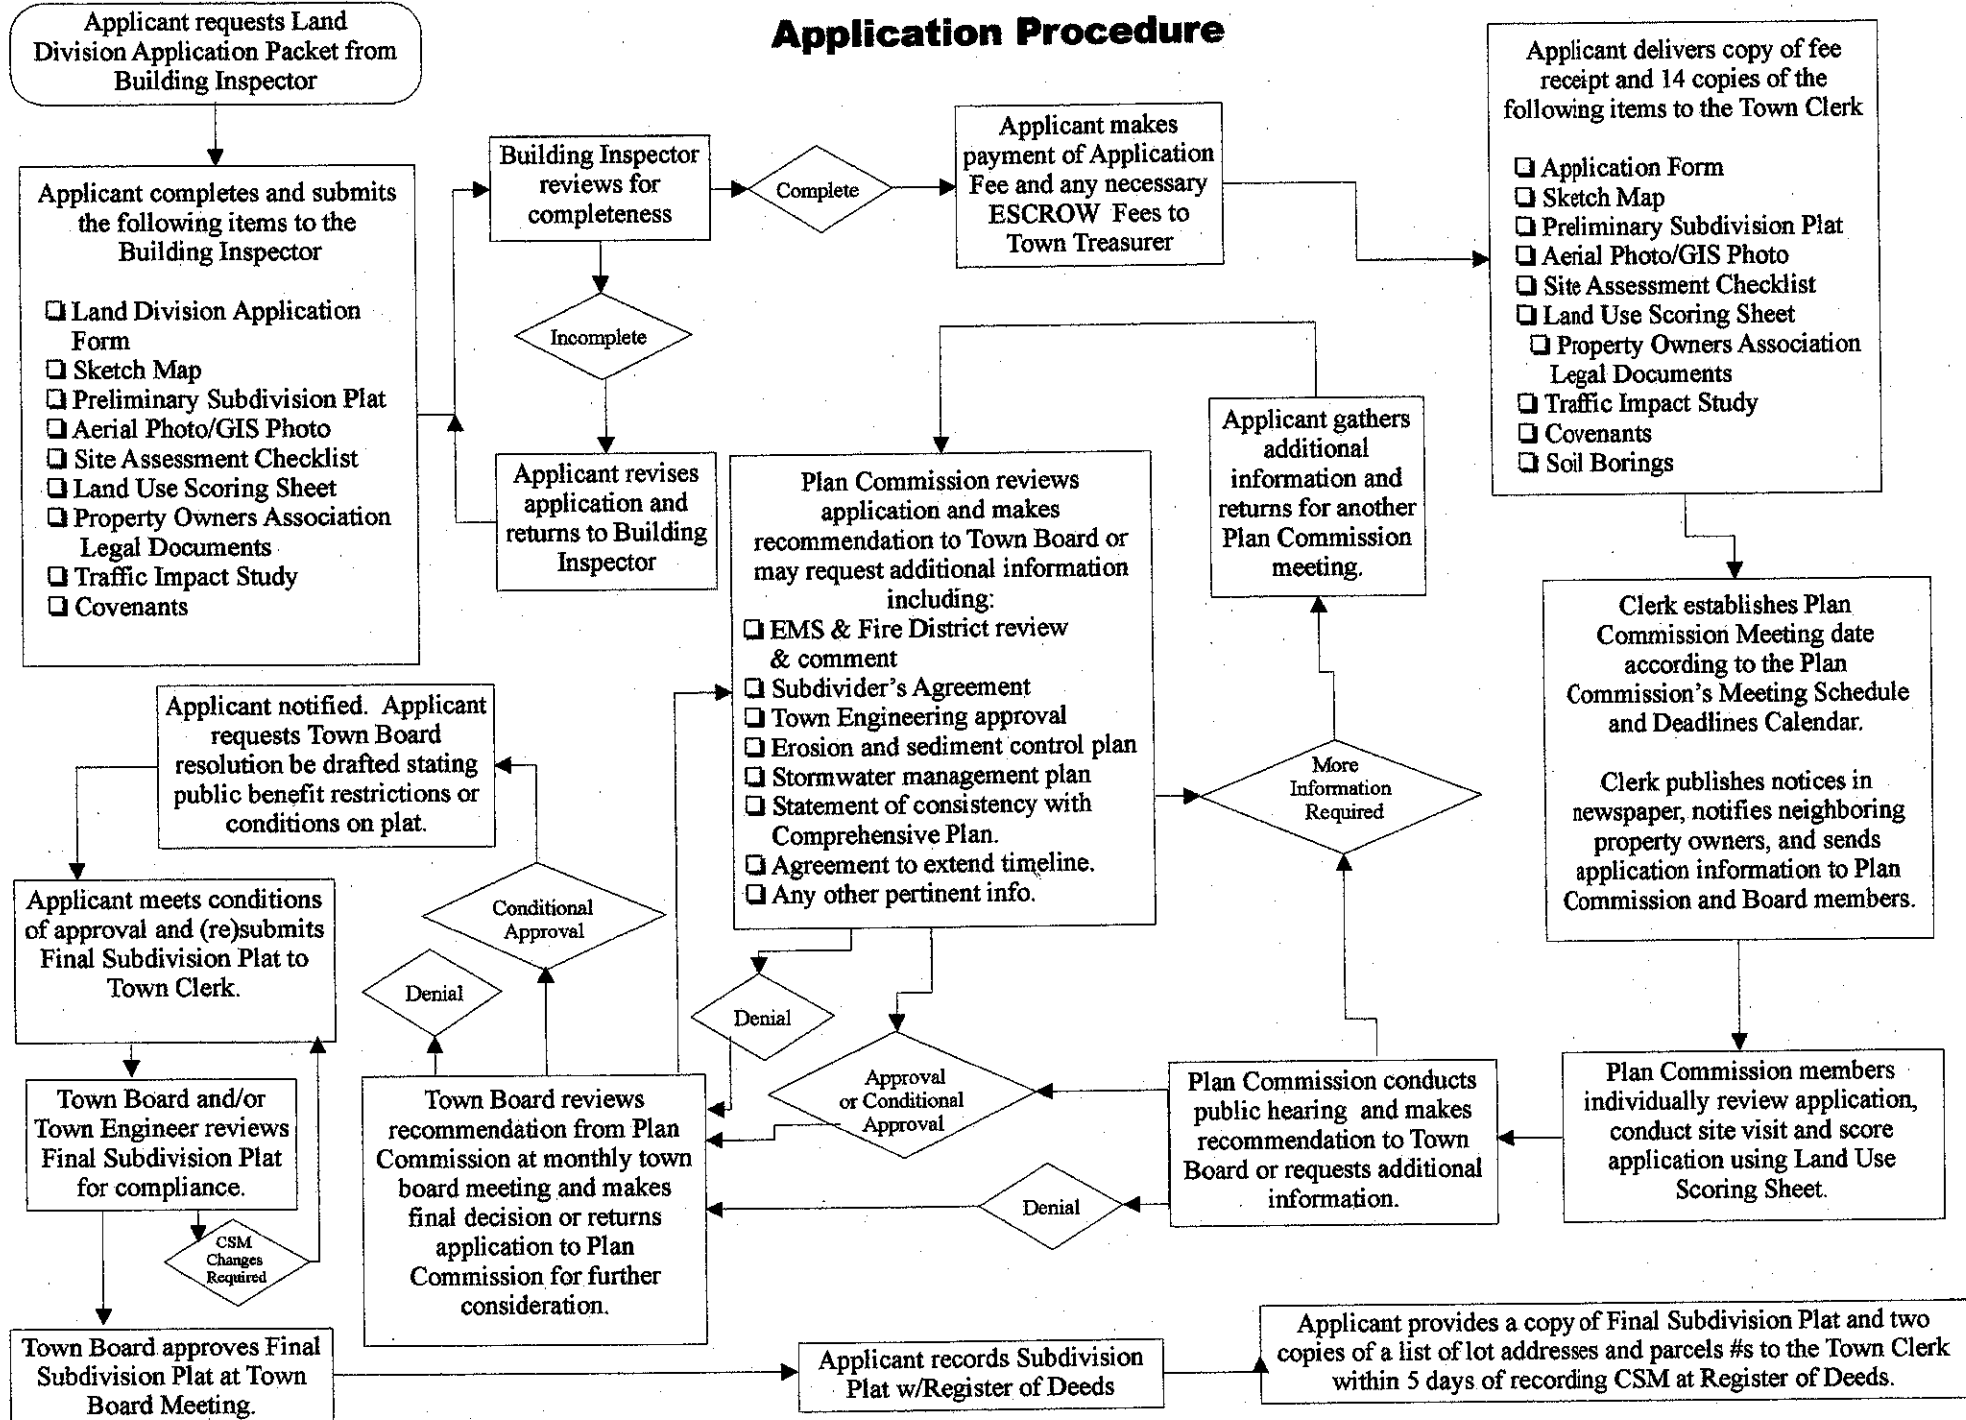 Application Procedure
Applicant requests Land
Division Application Packet from
Building Inspector
Applicant completes and submits
the following items to the
Building Inspector
❑ Land Division Application
Form
❑ Sketch Map
❑ Preliminary Subdivision Plat
❑ Aerial Photo/GIS Photo
❑ Site Assessment Checklist
❑ Land Use Scoring Sheet
❑ Property Owners Association
Legal Documents
❑ Traffic Impact Study
❑ Covenants
Building Inspector
reviews for
completeness
Complete
Incomplete
Applicant revises
application and
returns to Building
Inspector
Applicant makes
payment of Application
Fee and any necessary
ESCROW Fees to
Town Treasurer
Applicant delivers copy of fee
receipt and 14 copies of the
following items to the Town Clerk
❑ Application Form
❑ Sketch Map
❑ Preliminary Subdivision Plat
❑ Aerial Photo/GIS Photo
❑ Site Assessment Checklist
❑ Land Use Scoring Sheet
❑ Property Owners Association
Legal Documents
❑ Traffic Impact Study
❑ Covenants
❑ Soil Borings
Clerk establishes Plan
Commission Meeting date
according to the Plan
Commission's Meeting Schedule
and Deadlines Calendar.
Clerk publishes notices in
newspaper, notifies neighboring
property owners, and sends
application information to Plan
Commission and Board members.
Plan Commission members
individually review application,
conduct site visit and score
application using Land Use
Scoring Sheet.
Plan Commission conducts
public hearing and makes
recommendation to Town
Board or requests additional
information.
More
Information
Required
Applicant gathers
additional
information and
returns for another
Plan Commission
meeting.
Plan Commission reviews
application and makes
recommendation to Town Board or
may request additional information
including:
❑ EMS & Fire District review
& comment
❑ Subdivider's Agreement
❑ Town Engineering approval
❑ Erosion and sediment control plan
❑ Stormwater management plan
❑ Statement of consistency with
Comprehensive Plan.
❑ Agreement to extend timeline.
❑ Any other pertinent info.
Denial
Approval
or Conditional
Approval
Denial
Town Board reviews
recommendation from Plan
Commission at monthly town
board meeting and makes
final decision or returns
application to Plan
Commission for further
consideration.
Denial
Conditional
Approval
Applicant notified. Applicant
requests Town Board
resolution be drafted stating
public benefit restrictions or
conditions on plat.
Applicant meets conditions
of approval and (re)submits
Final Subdivision Plat to
Town Clerk.
Town Board and/or
Town Engineer reviews
Final Subdivision Plat
for compliance.
CSM
Changes
Required
Town Board approves Final
Subdivision Plat at Town
Board Meeting.
Applicant records Subdivision
Plat w/Register of Deeds
Applicant provides a copy of Final Subdivision Plat and two
copies of a list of lot addresses and parcels #s to the Town Clerk
within 5 days of recording CSM at Register of Deeds.